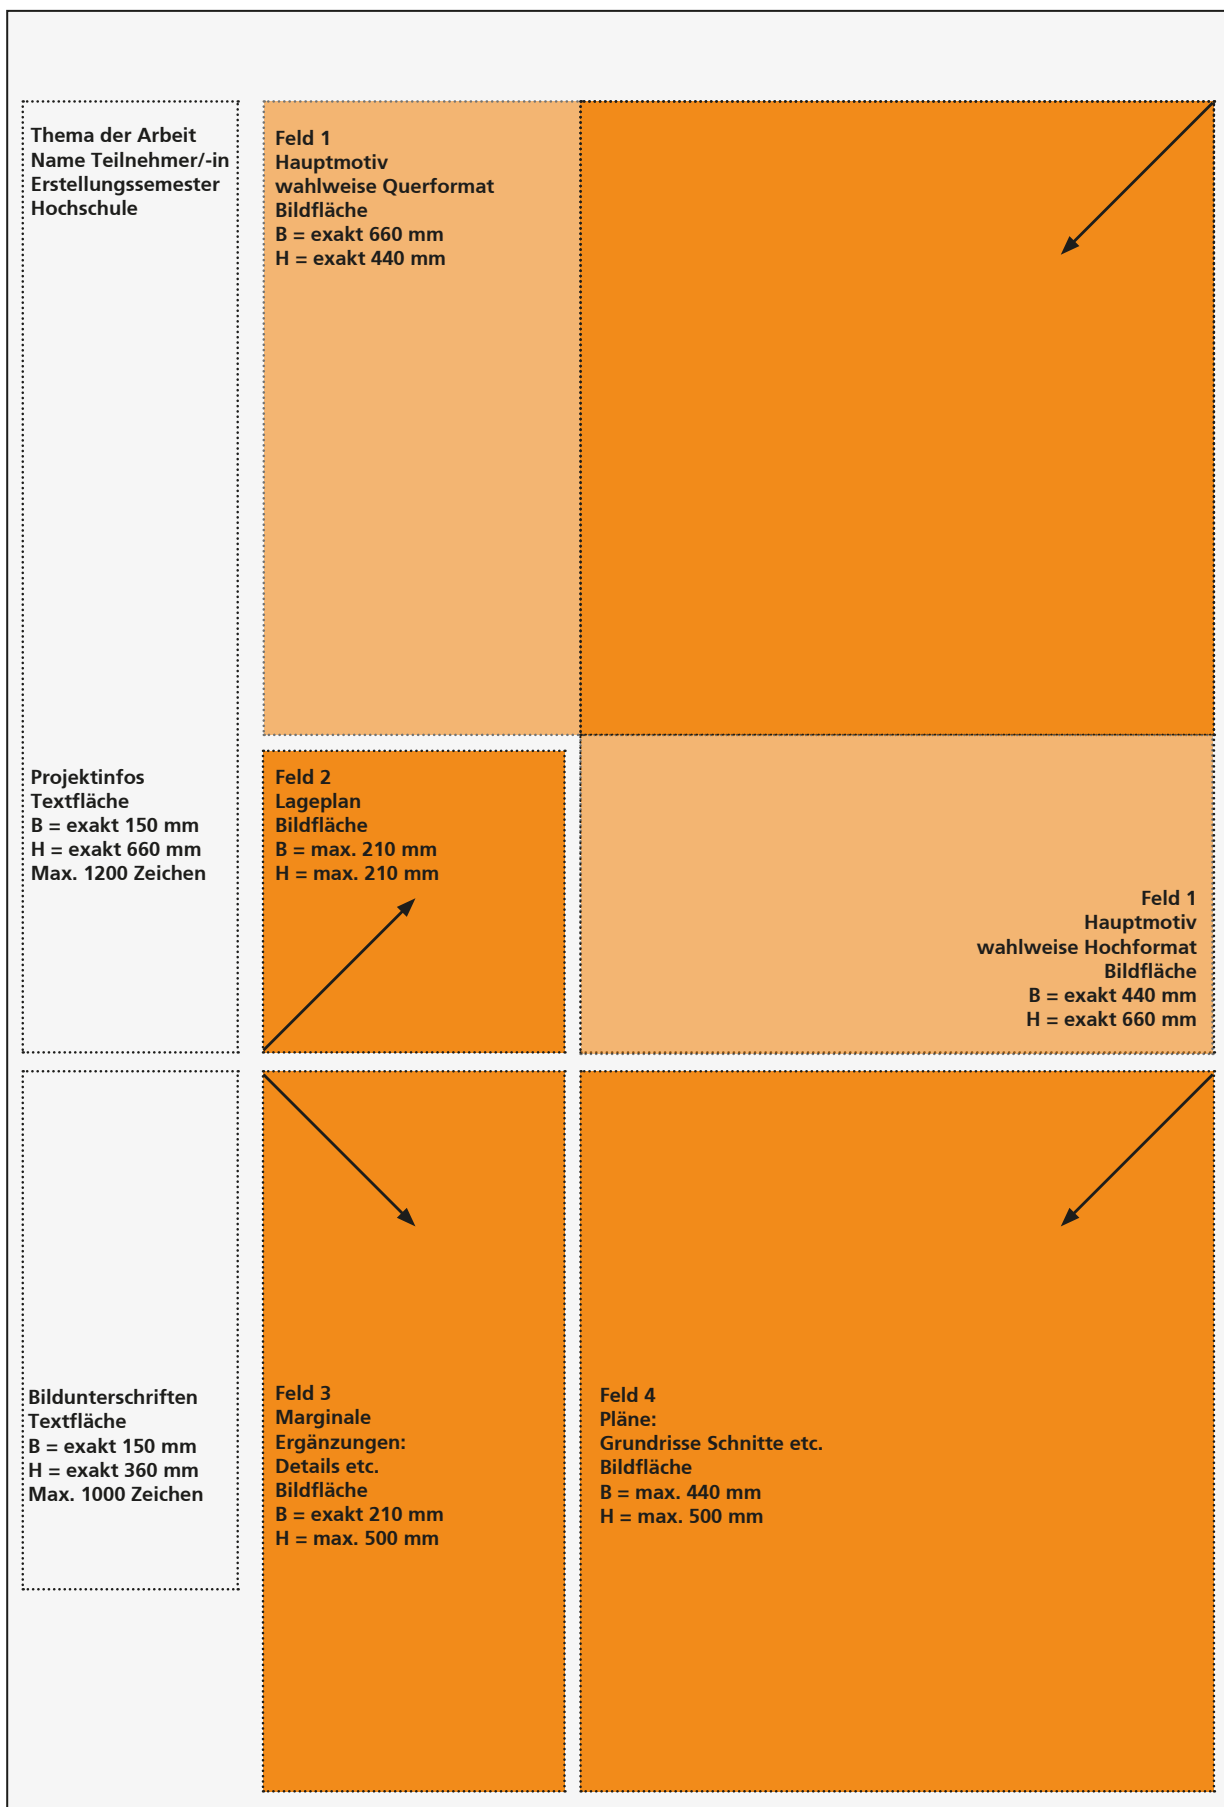 Thema der Arbeit
Name Teilnehmer/-in
Erstellungssemester
Hochschule
Feld 1
Hauptmotiv
wahlweise Querformat
Bildfläche
B = exakt 660 mm
H = exakt 440 mm
Projektinfos
Textfläche
B = exakt 150 mm
H = exakt 660 mm
Max. 1200 Zeichen
Feld 2
Lageplan
Bildfläche
B = max. 210 mm
H = max. 210 mm
Feld 1
Hauptmotiv
wahlweise Hochformat
Bildfläche
B = exakt 440 mm
H = exakt 660 mm
Bildunterschriften
Textfläche
B = exakt 150 mm
H = exakt 360 mm
Max. 1000 Zeichen
Feld 3
Marginale
Ergänzungen:
Details etc.
Bildfläche
B = exakt 210 mm
H = max. 500 mm
Feld 4
Pläne:
Grundrisse Schnitte etc.
Bildfläche
B = max. 440 mm
H = max. 500 mm